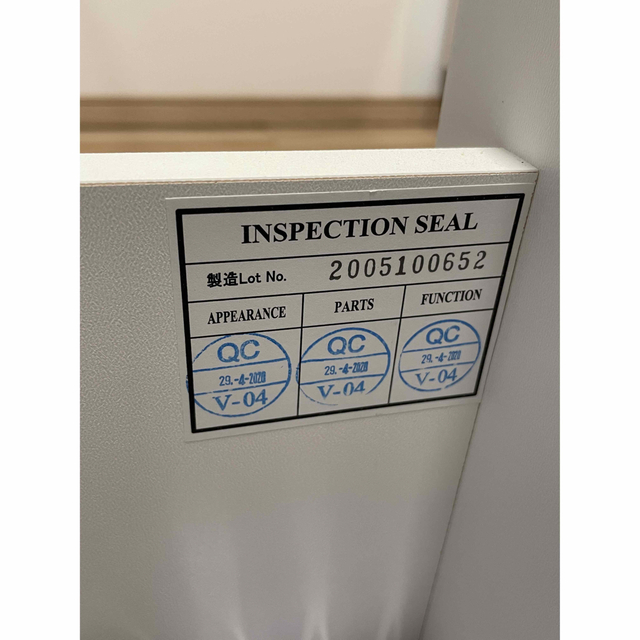 INSPECTION SEAL
製造Lot No. 2005100652
APPEARANCE PARTS FUNCTION
QC QC QC
29.-4-2020 29.-4-2020 29.-4-2020
V-04 V-04 V-04